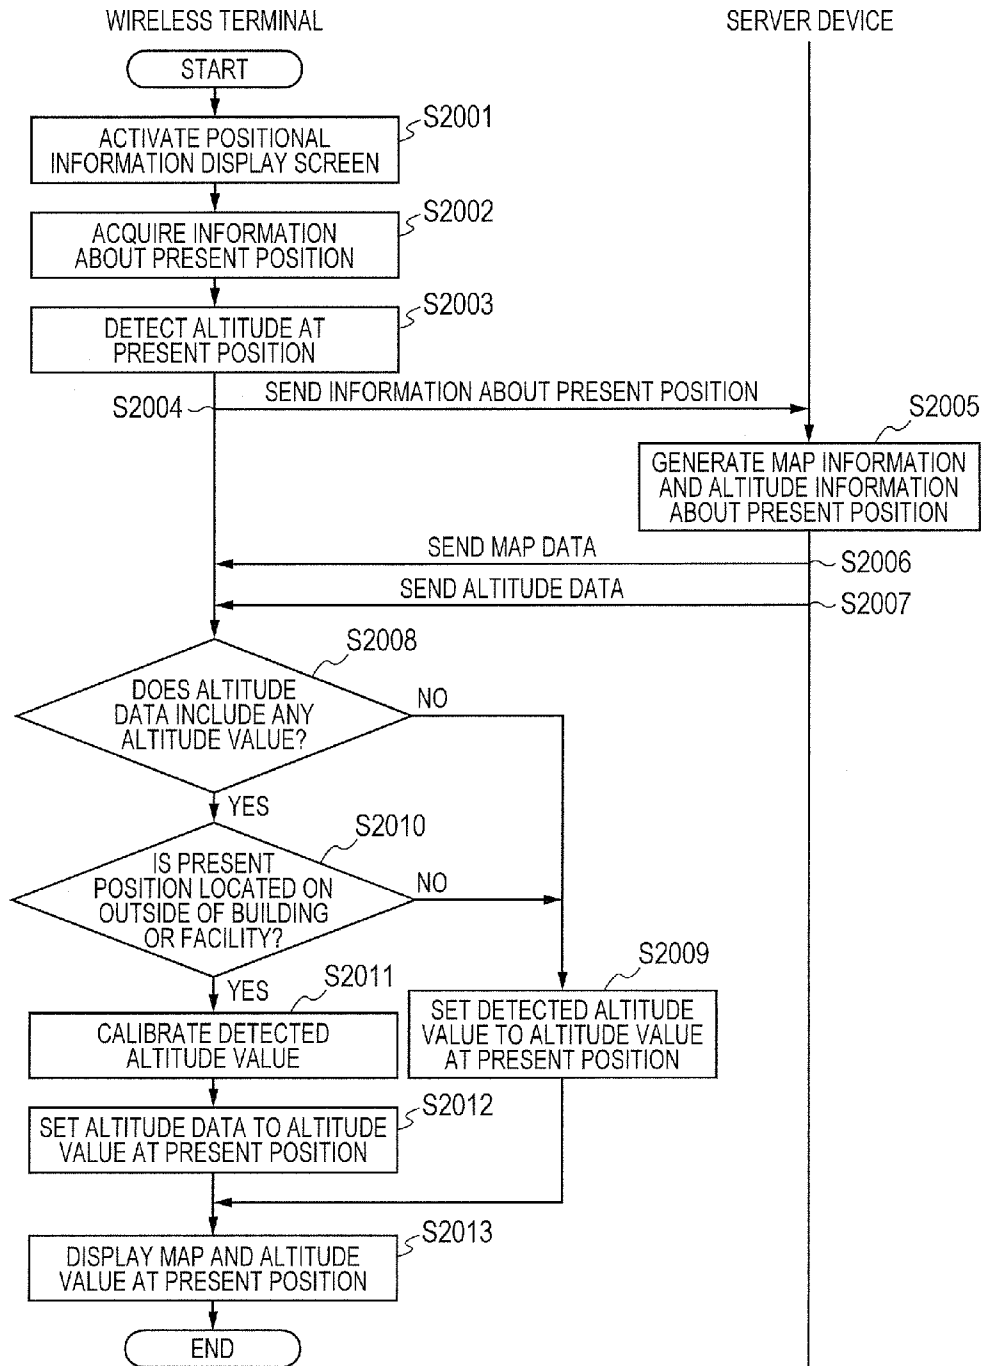 WIRELESS TERMINAL
SERVER DEVICE
START
S2001
ACTIVATE POSITIONAL
INFORMATION DISPLAY SCREEN
S2002
ACQUIRE INFORMATION
ABOUT PRESENT POSITION
S2003
DETECT ALTITUDE AT
PRESENT POSITION
SEND INFORMATION ABOUT PRESENT POSITION
S2004
S2005
GENERATE MAP INFORMATION
AND ALTITUDE INFORMATION
ABOUT PRESENT POSITION
SEND MAP DATA
S2006
SEND ALTITUDE DATA
S2007
S2008
DOES ALTITUDE
DATA INCLUDE ANY
ALTITUDE VALUE?
NO
YES
S2010
IS PRESENT
POSITION LOCATED ON
OUTSIDE OF BUILDING
OR FACILITY?
NO
YES
S2011
CALIBRATE DETECTED
ALTITUDE VALUE
S2009
SET DETECTED ALTITUDE
VALUE TO ALTITUDE VALUE
AT PRESENT POSITION
S2012
SET ALTITUDE DATA TO ALTITUDE
VALUE AT PRESENT POSITION
S2013
DISPLAY MAP AND ALTITUDE
VALUE AT PRESENT POSITION
END